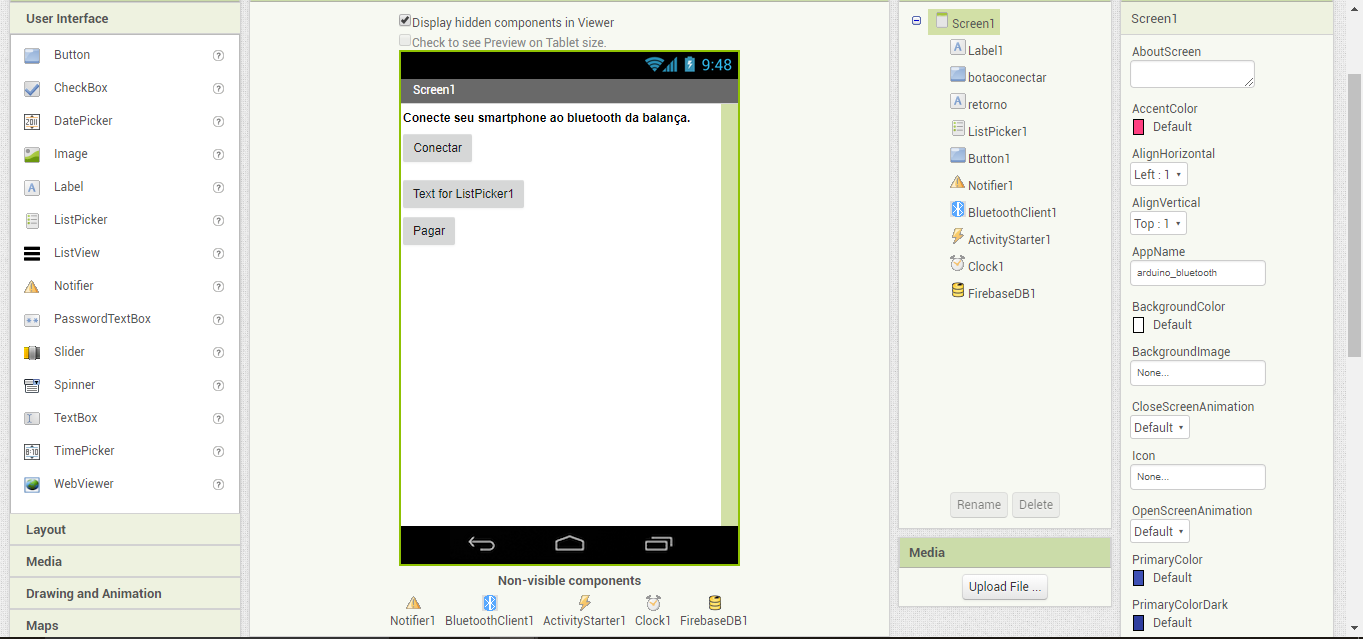 User Interface
Button
?
CheckBox
?
DatePicker
?
Image
?
Label
?
ListPicker
?
ListView
?
Notifier
?
PasswordTextBox
?
Slider
?
Spinner
?
TextBox
?
TimePicker
?
WebViewer
?
Layout
Media
Drawing and Animation
Maps
Display hidden components in Viewer
Check to see Preview on Tablet size.
9:48
Screen1
Conecte seu smartphone ao bluetooth da balança.
Conectar
Text for ListPicker1
Pagar
Non-visible components
Notifier1
BluetoothClient1
ActivityStarter1
Clock1
FirebaseDB1
Screen1
A Label1
botaoconectar
A retorno
ListPicker1
Button1
Notifier1
BluetoothClient1
ActivityStarter1
Clock1
FirebaseDB1
Rename
Delete
Media
Upload File ...
Screen1
AboutScreen
AccentColor
Default
AlignHorizontal
Left : 1
AlignVertical
Top : 1
AppName
arduino_bluetooth
BackgroundColor
Default
BackgroundImage
None...
CloseScreenAnimation
Default
Icon
None...
OpenScreenAnimation
Default
PrimaryColor
Default
PrimaryColorDark
Default